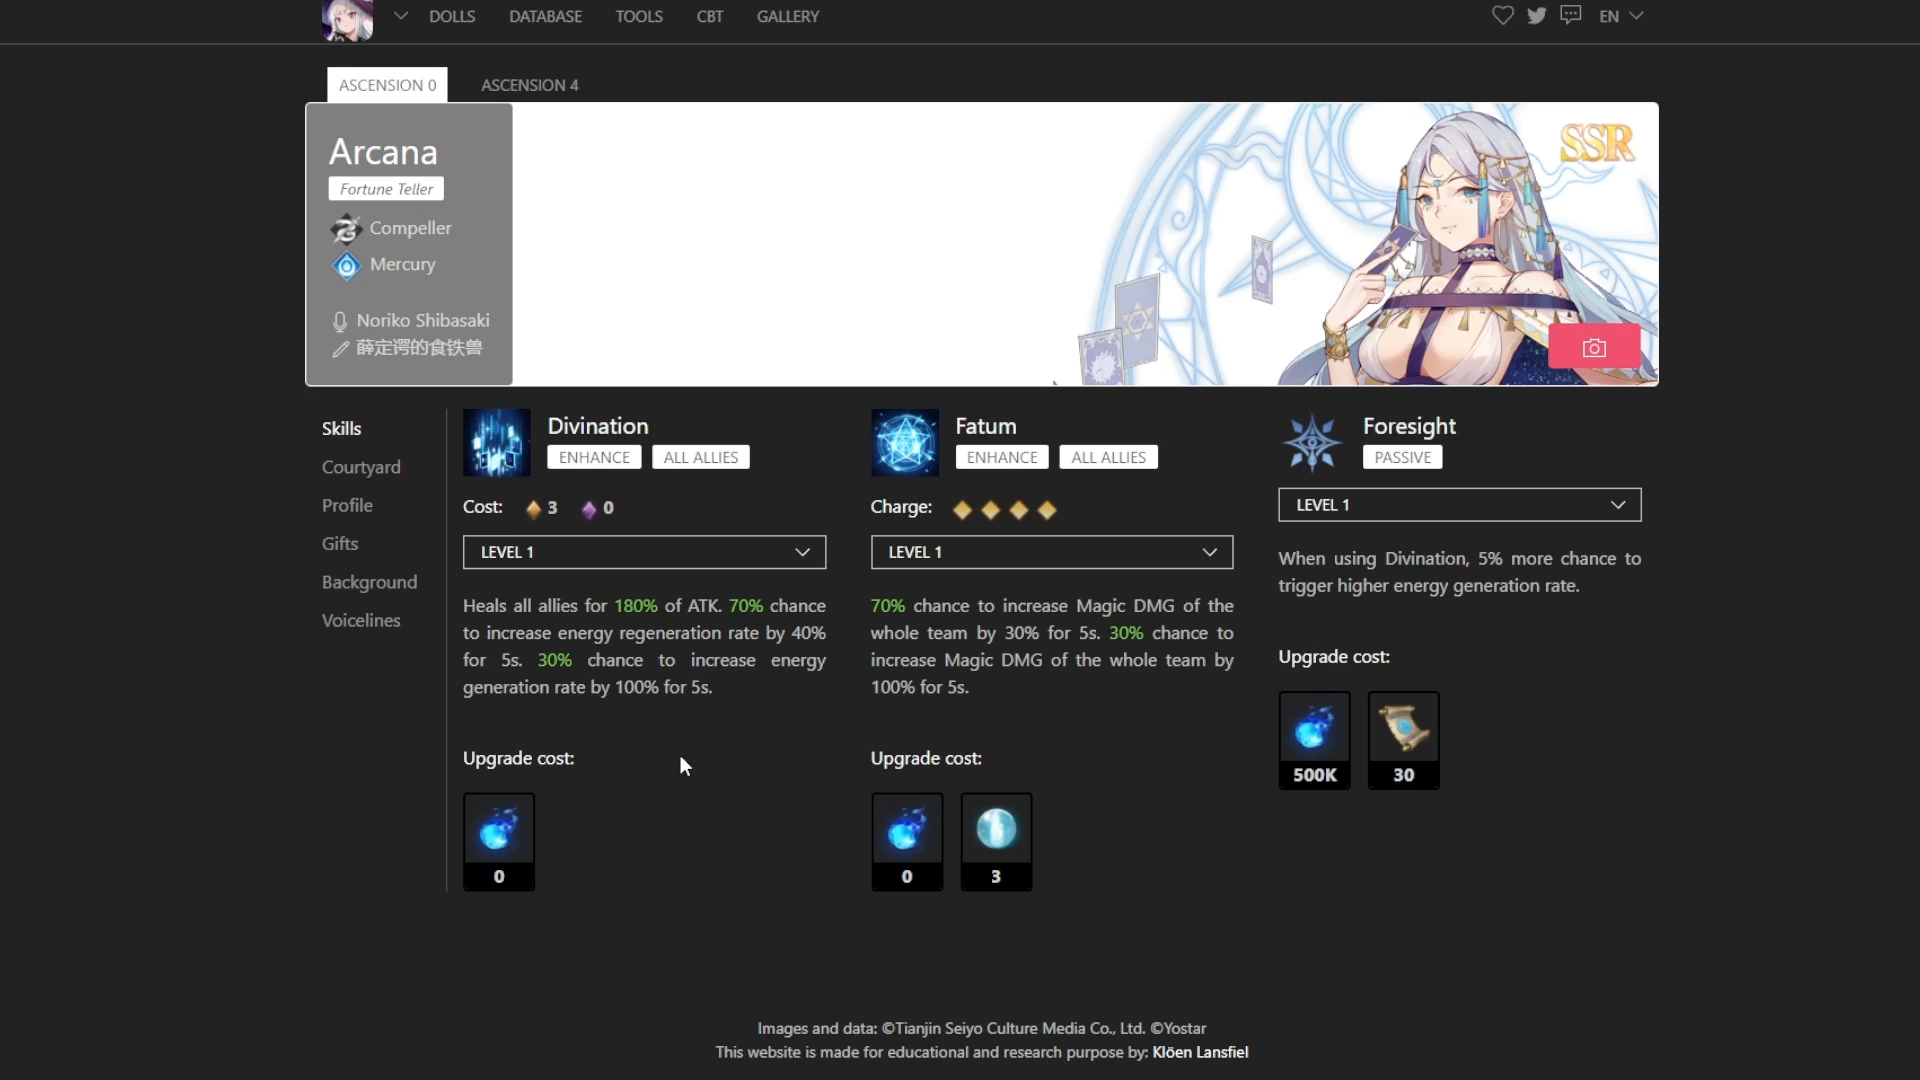 DOLLS DATABASE TOOLS CBT GALLERY EN
ASCENSION 0 ASCENSION 4
Arcana
Fortune Teller
Compeller
Mercury
Noriko Shibasaki
薛定谔的食铁兽
SSR
Skills
Courtyard
Profile
Gifts
Background
Voicelines
Divination
ENHANCE ALL ALLIES
Cost: 3 0
LEVEL 1
Heals all allies for 180% of ATK. 70% chance
to increase energy regeneration rate by 40%
for 5s. 30% chance to increase energy
generation rate by 100% for 5s.
Upgrade cost:
0
Fatum
ENHANCE ALL ALLIES
Charge:
LEVEL 1
70% chance to increase Magic DMG of the
whole team by 30% for 5s. 30% chance to
increase Magic DMG of the whole team by
100% for 5s.
Upgrade cost:
0 3
Foresight
PASSIVE
LEVEL 1
When using Divination, 5% more chance to
trigger higher energy generation rate.
Upgrade cost:
500K 30
Images and data: ©Tianjin Seiyo Culture Media Co., Ltd. ©Yostar
This website is made for educational and research purpose by: Klöen Lansfiel